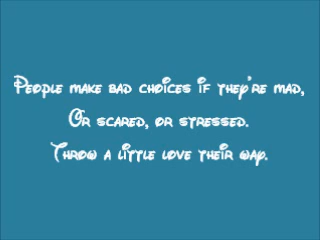 People make bad choices if they're mad,
Or scared, or stressed.
Throw a little love their way.